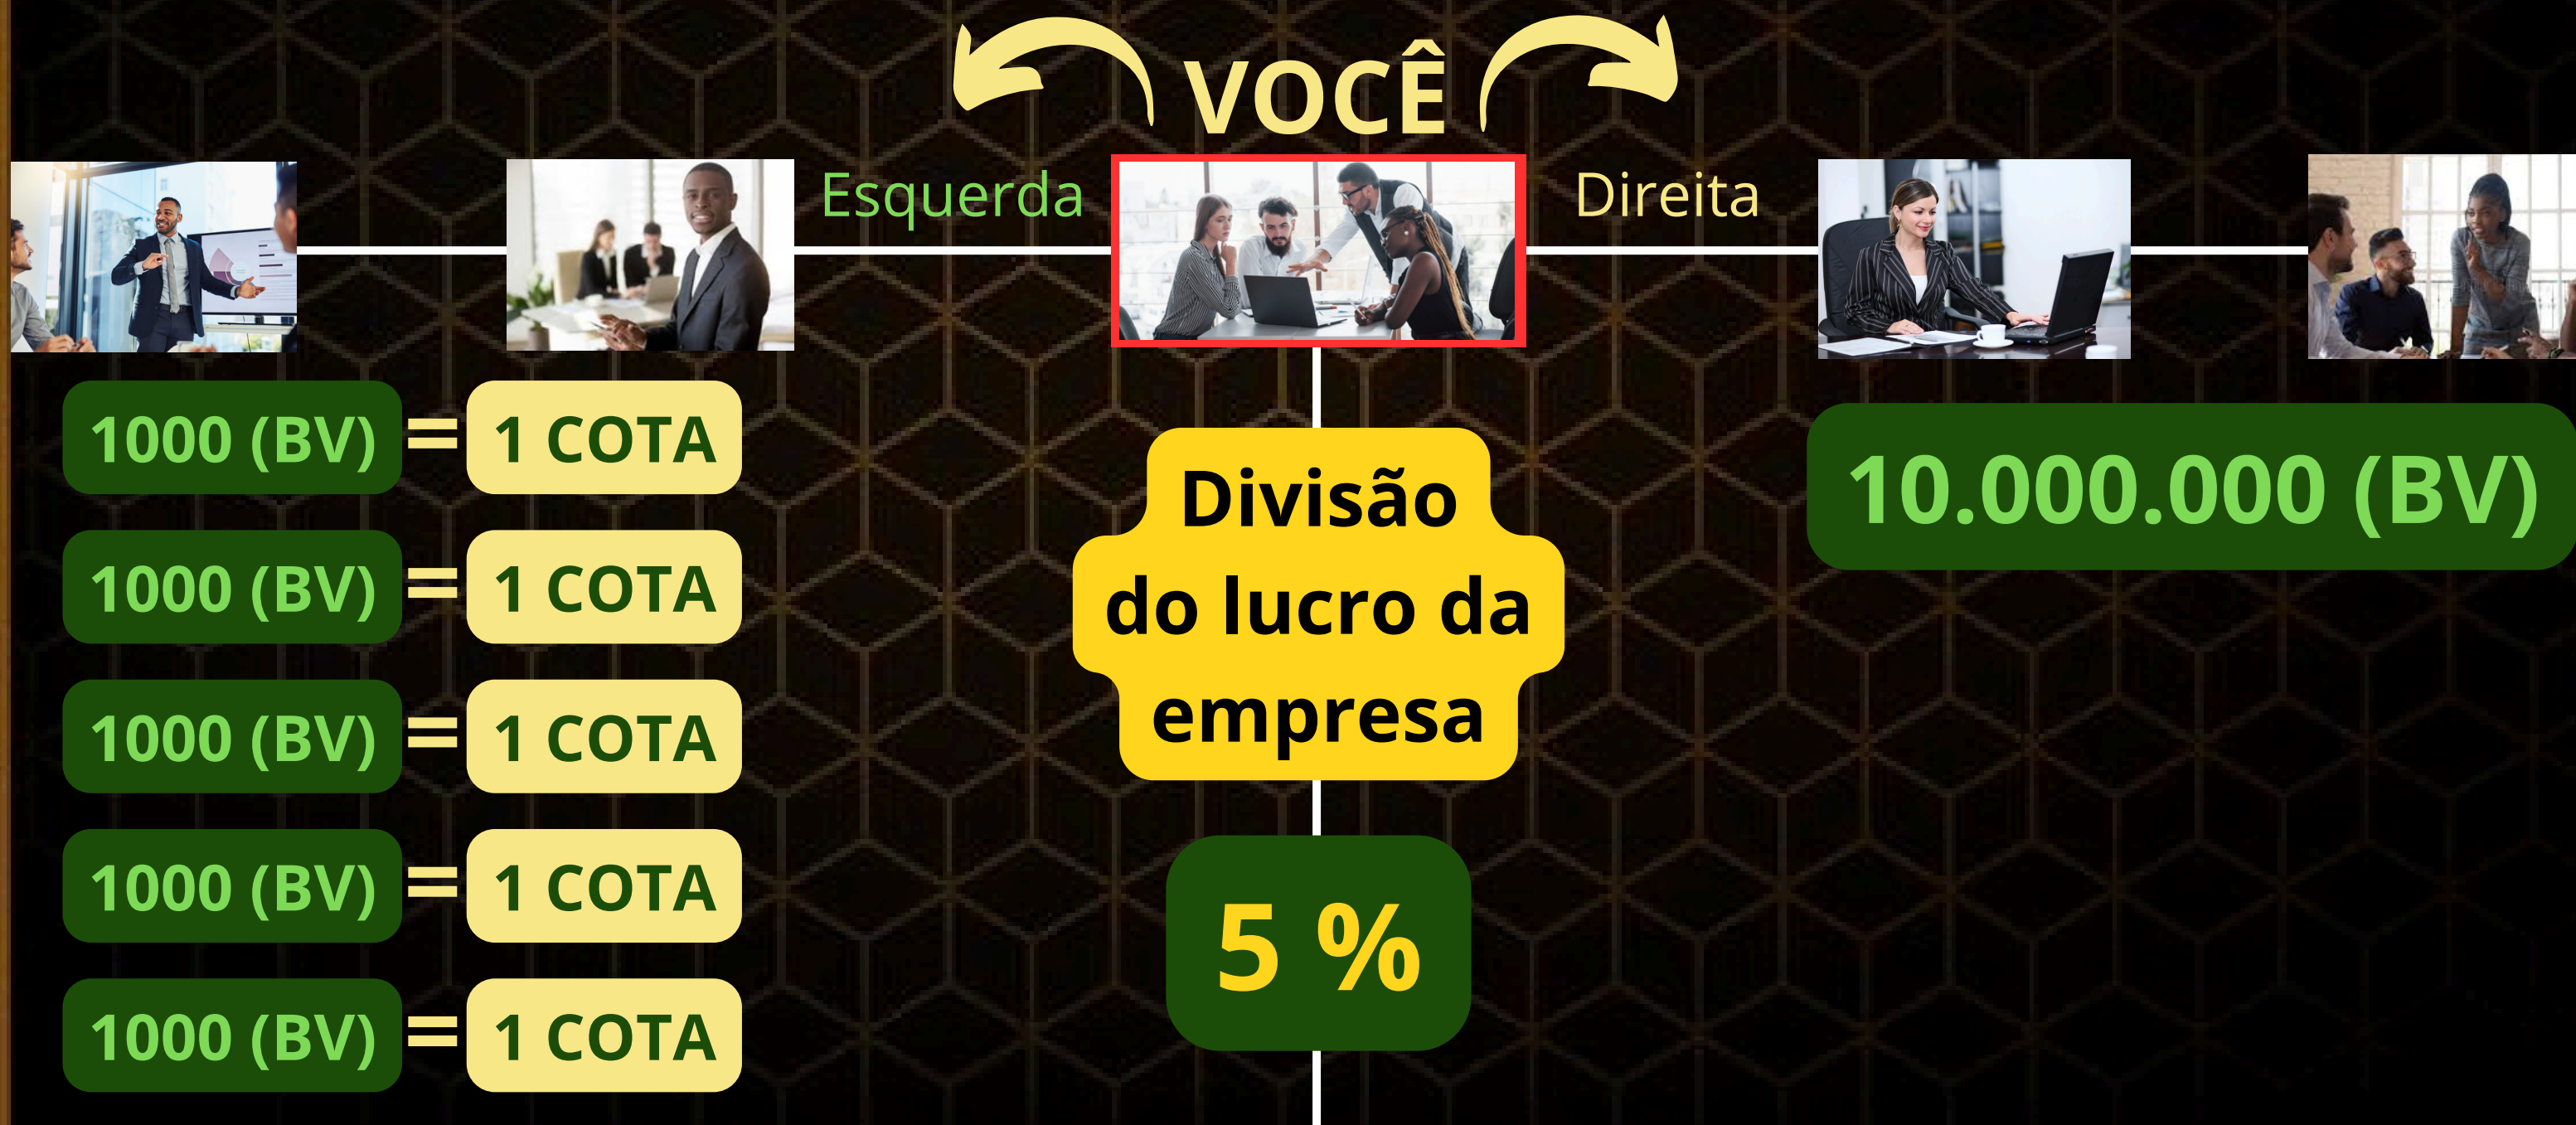 VOCÊ
Esquerda
Direita
1000 (BV) = 1 COTA
1000 (BV) = 1 COTA
1000 (BV) = 1 COTA
1000 (BV) = 1 COTA
1000 (BV) = 1 COTA
Divisão
do lucro da
empresa
5 %
10.000.000 (BV)